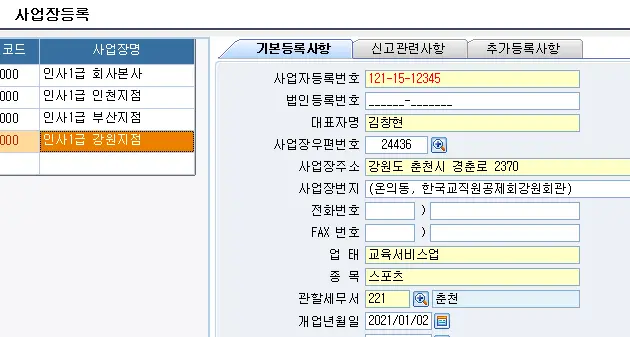 사업장등록
코드 사업장명
000 인사1급 회사본사
000 인사1급 인천지점
000 인사1급 부산지점
000 인사1급 강원지점
기본등록사항 신고관련사항 추가등록사항
사업자등록번호 121-15-12345
법인등록번호 ______-_______
대표자명 김창현
사업장우편번호 24436
사업장주소 강원도 춘천시 경춘로 2370
사업장번지 (온의동, 한국교직원공제회강원회관)
전화번호 )
FAX 번호 )
업 태 교육서비스업
종 목 스포츠
관할세무서 221 춘천
개업년월일 2021/01/02